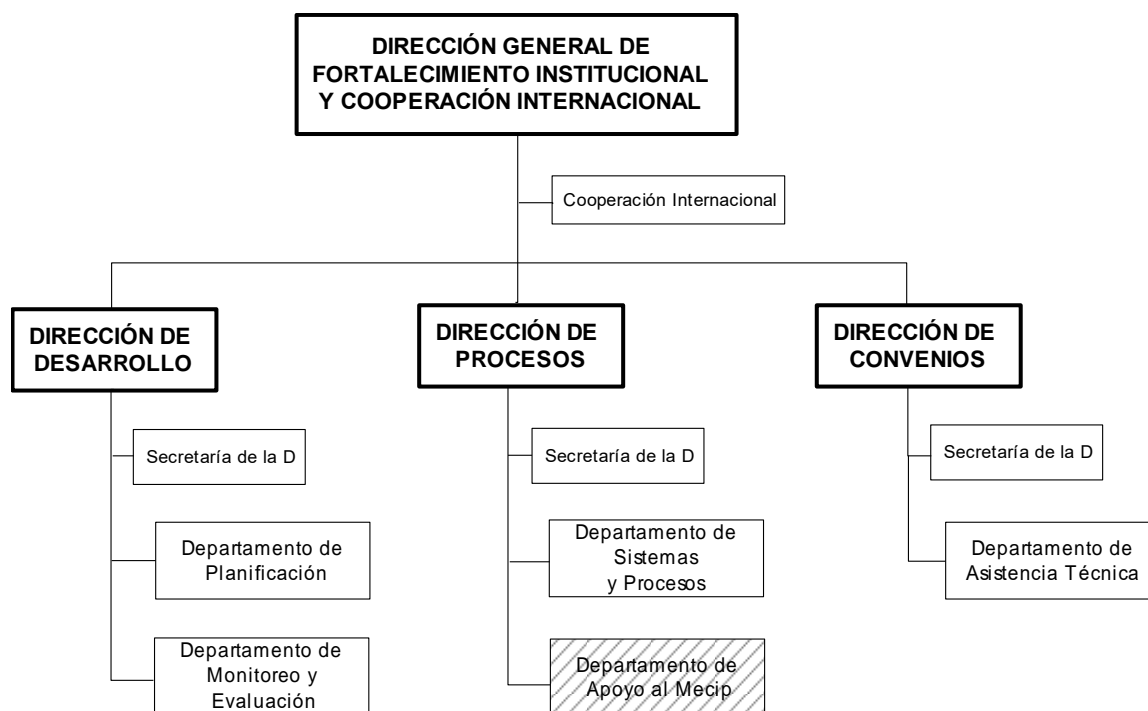 DIRECCIÓN GENERAL DE
FORTALECIMIENTO INSTITUCIONAL
Y COOPERACIÓN INTERNACIONAL
Cooperación Internacional
DIRECCIÓN DE
DESARROLLO
DIRECCIÓN DE
PROCESOS
DIRECCIÓN DE
CONVENIOS
Secretaría de la D
Secretaría de la D
Secretaría de la D
Departamento de
Planificación
Departamento de
Sistemas
y Procesos
Departamento de
Asistencia Técnica
Departamento de
Monitoreo y
Evaluación
Departamento de
Apoyo al Mecip